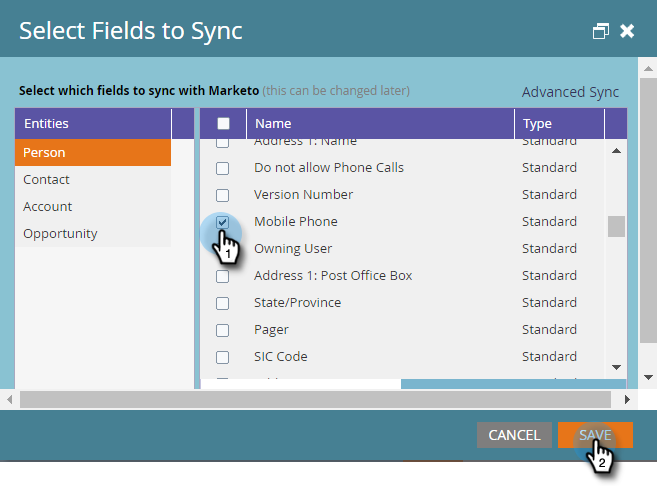 Select Fields to Sync
Select which fields to sync with Marketo (this can be changed later)
Advanced Sync
Entities
Name
Type
Person
Address 1: Name
Standard
Do not allow Phone Calls
Standard
Contact
Version Number
Standard
Account
Mobile Phone
Standard
Opportunity
1
Owning User
Standard
Address 1: Post Office Box
Standard
State/Province
Standard
Pager
Standard
SIC Code
Standard
CANCEL
SAVE
2